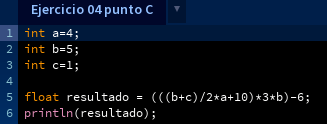 Ejercicio 04 punto C ▼
1 int a=4;
2 int b=5;
3 int c=1;
4
5 float resultado = (((b+c)/2*a+10)*3*b)-6;
6 println(resultado);